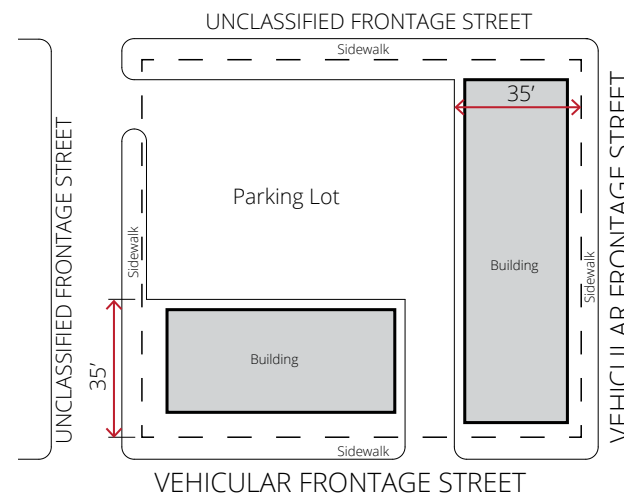 UNCLASSIFIED FRONTAGE STREET
Sidewalk
35’
VEHICULAR FRONTAGE STREET
UNCLASSIFIED FRONTAGE STREET
Parking Lot
Sidewalk
Building
Sidewalk
35’
Building
Sidewalk
VEHICULAR FRONTAGE STREET